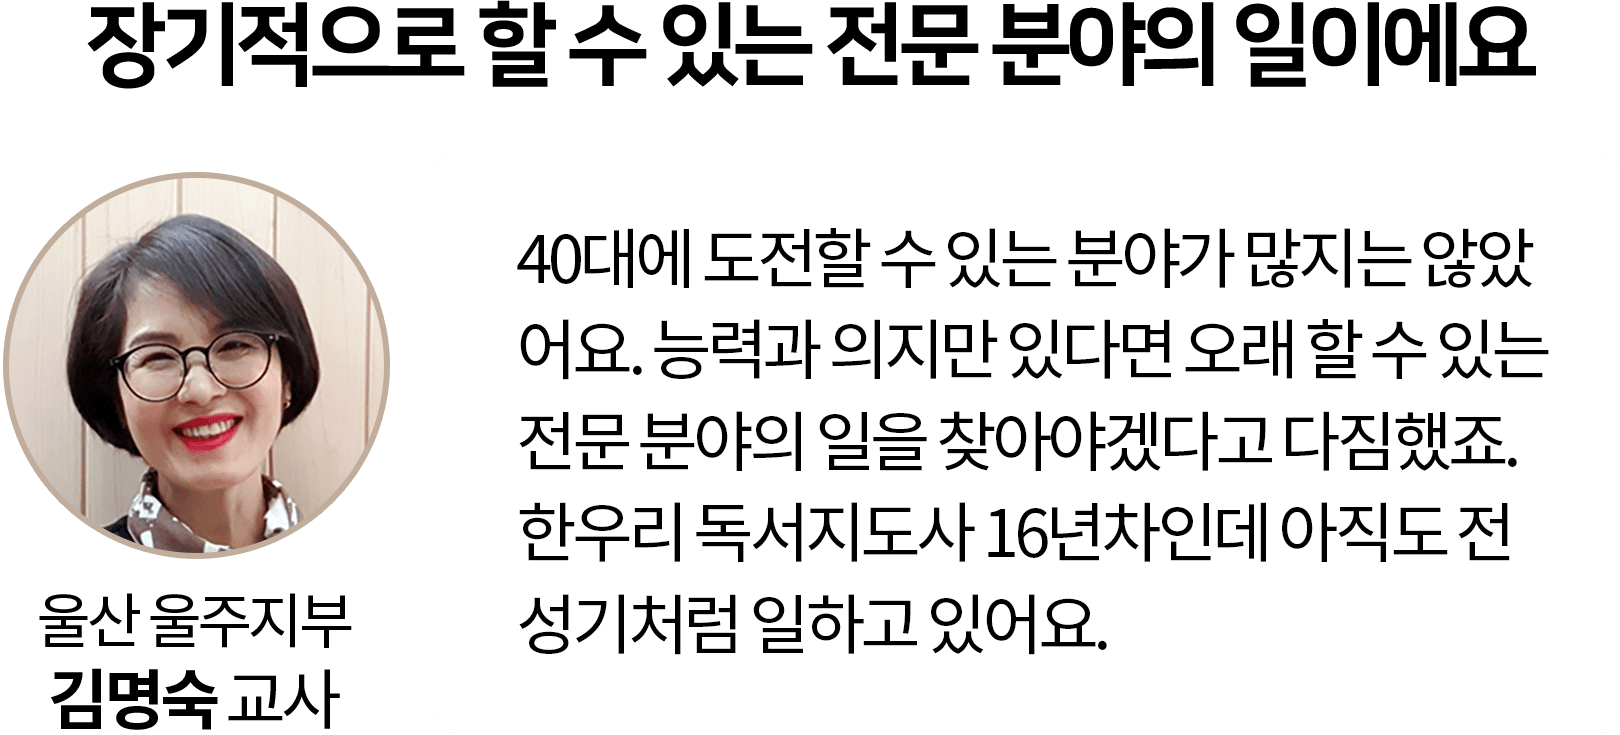 장기적으로 할 수 있는 전문 분야의 일이에요
40대에 도전할 수 있는 분야가 많지는 않았
어요. 능력과 의지만 있다면 오래 할 수 있는
전문 분야의 일을 찾아야겠다고 다짐했죠.
한우리 독서지도사 16년차인데 아직도 전
성기처럼 일하고 있어요.
울산 울주지부
김명숙 교사